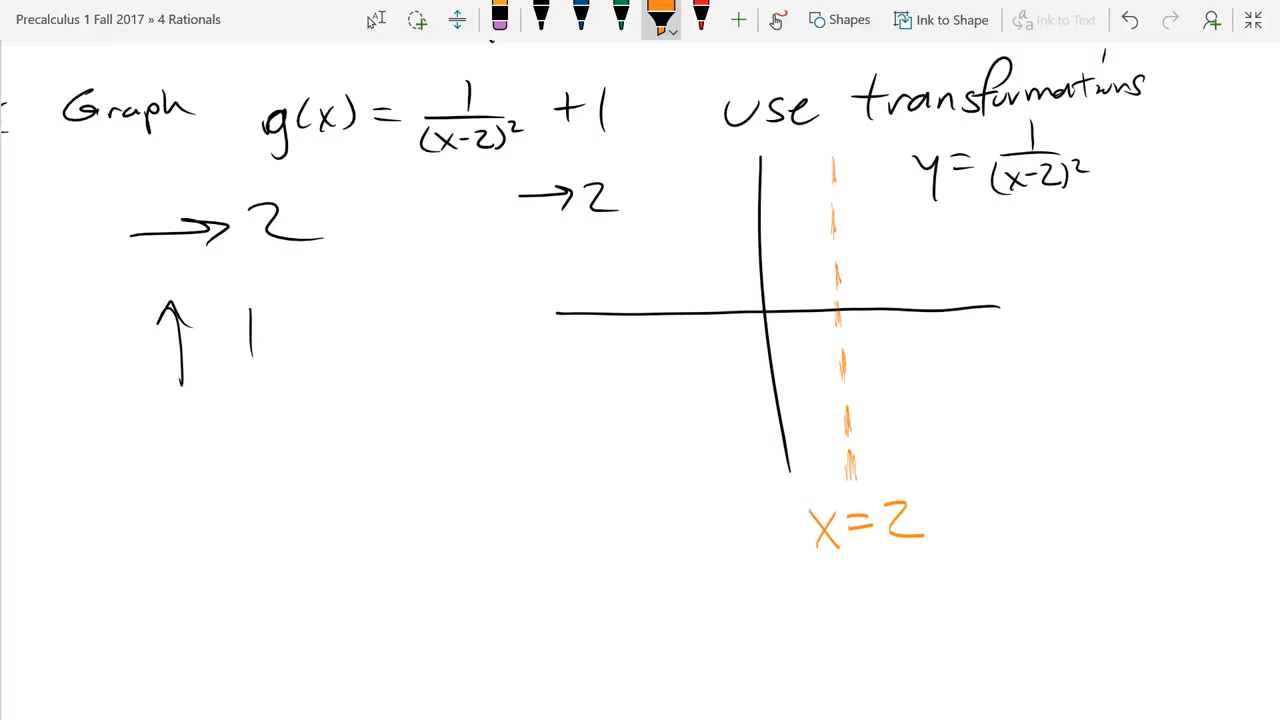 Precalculus 1 Fall 2017 » 4 Rationals
Shapes
Ink to Shape
Ink to Text
Graph g(x) = 1/(x-2)² + 1 use transformations
y = 1/(x-2)²
→ 2
→ 2
↑ 1
x = 2